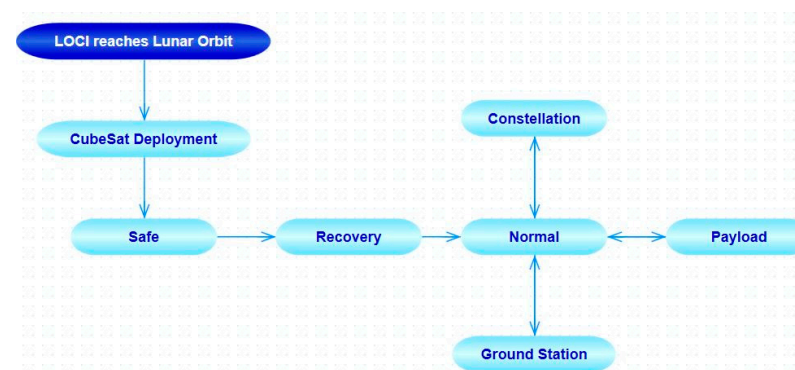 LOCI reaches Lunar Orbit
CubeSat Deployment
Constellation
Safe
Recovery
Normal
Payload
Ground Station